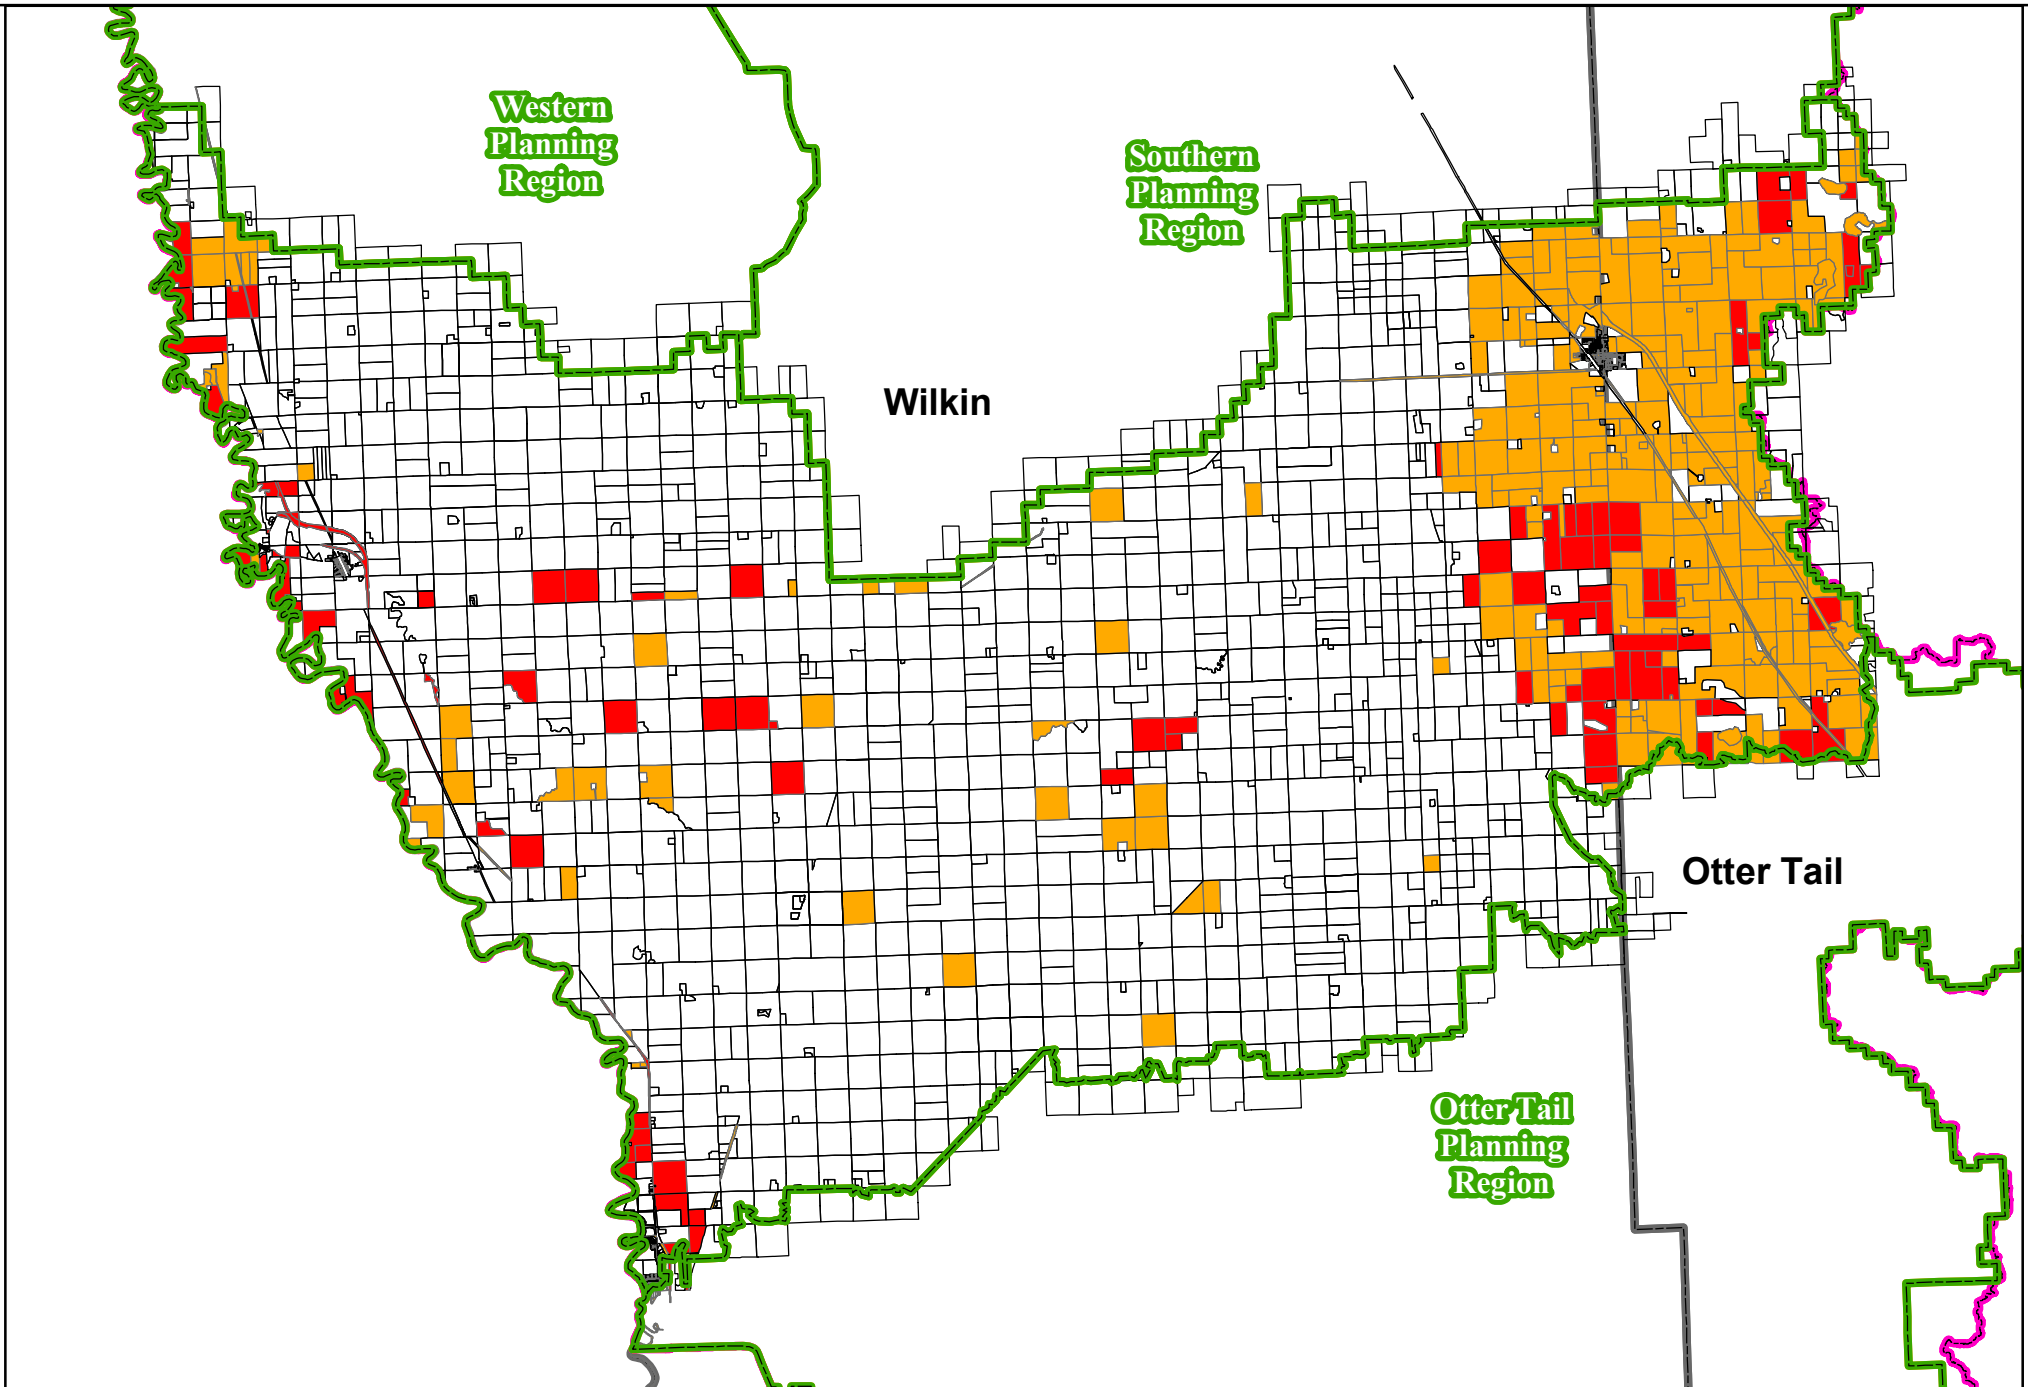 Western
Planning
Region
Southern
Planning
Region
Wilkin
Otter Tail
Otter Tail
Planning
Region